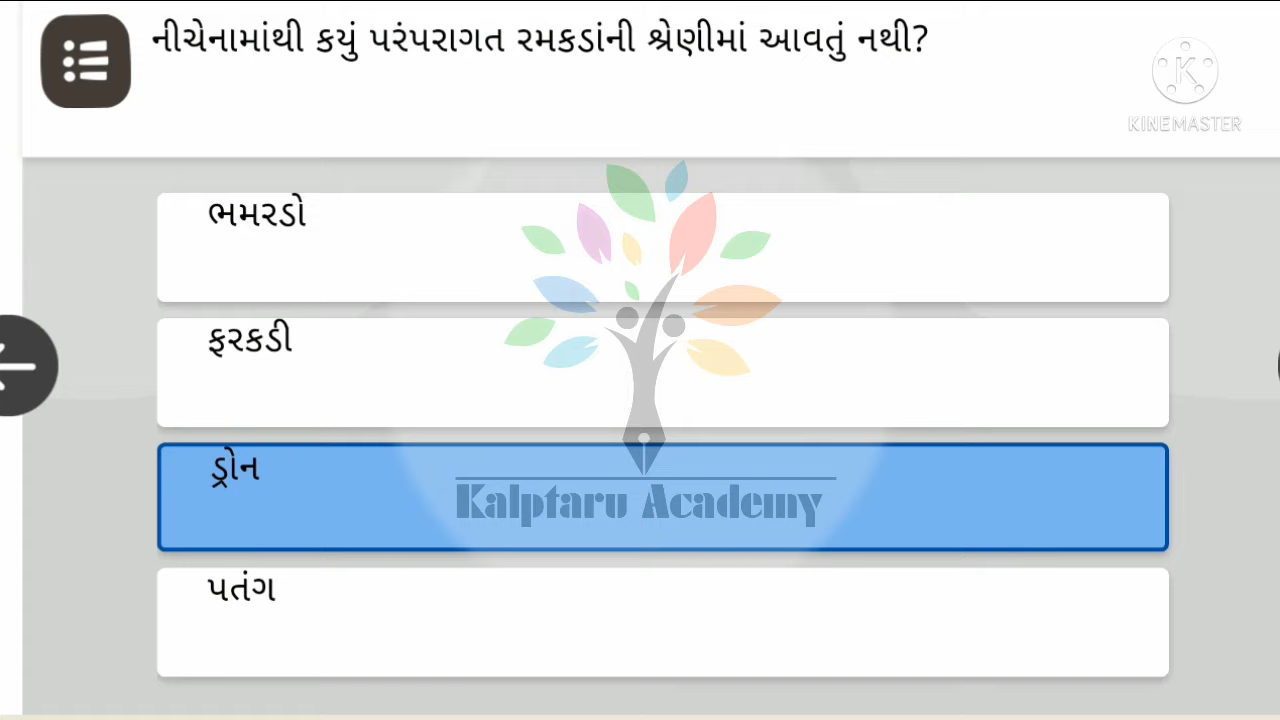 નીચેનામાંથી કયું પરંપરાગત રમકડાંની શ્રેણીમાં આવતું નથી?
K
KINEMASTER
ભમરડો
ફરકડી
ડ્રોન
Kalptaru Academy
પતંગ